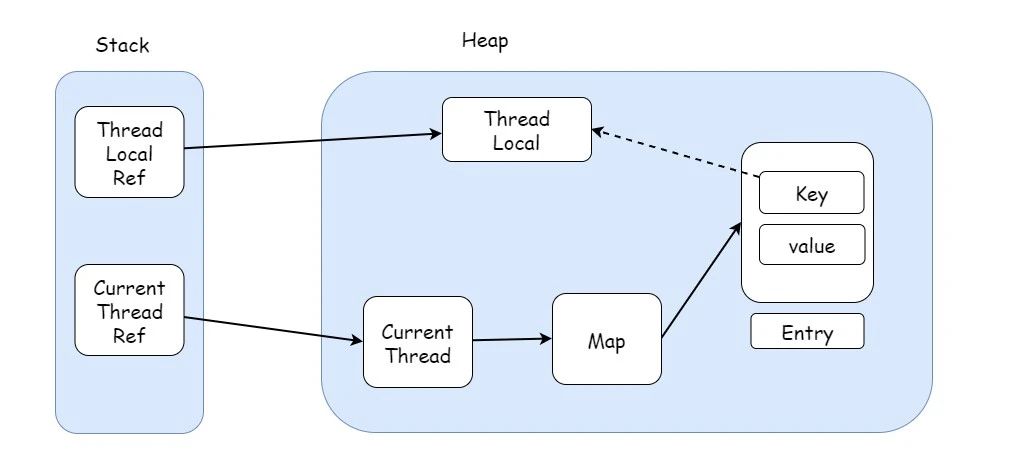 Stack
Heap
Thread
Local
Ref
Thread
Local
Key
value
Current
Thread
Ref
Current
Thread
Map
Entry